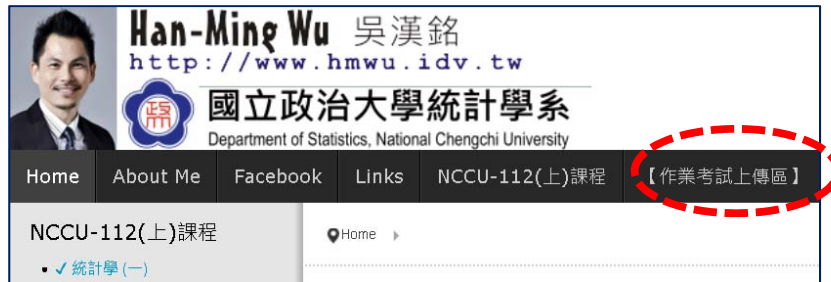 Han-Ming Wu 吳漢銘
http://www.hmwu.idv.tw
政
國立政治大學統計學系
Department of Statistics, National Chengchi University
Home About Me Facebook Links NCCU-112(上)課程 【作業考試上傳區】
NCCU-112(上)課程
Home
✓ 統計學 (一)